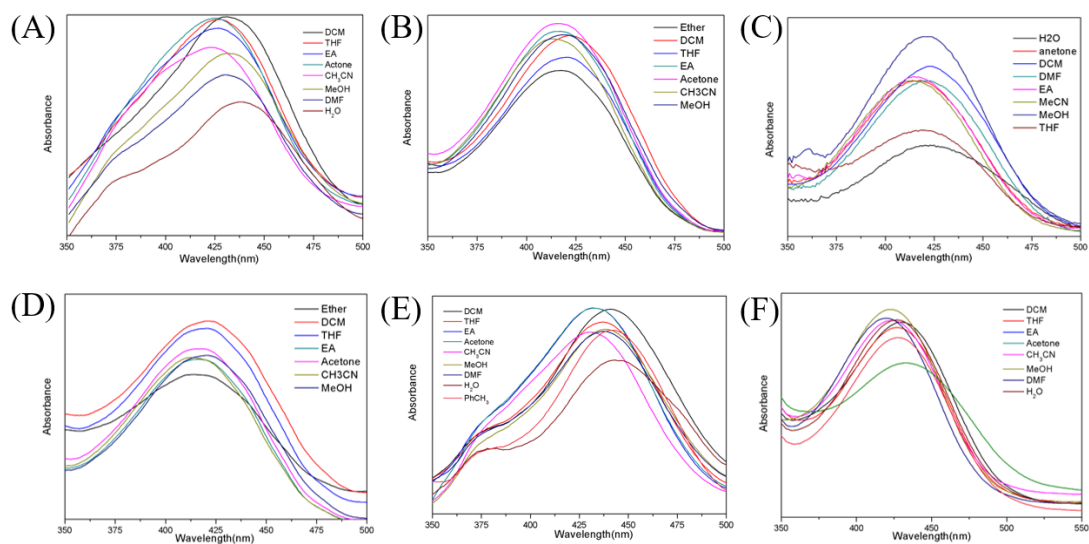 (A)
Absorbance
DCM
THF
EA
Actone
CH3CN
MeOH
DMF
H2O
350 375 400 425 450 475 500
Wavelength(nm)
(B)
Absorbance
Ether
DCM
THF
EA
Acetone
CH3CN
MeOH
350 375 400 425 450 475 500
Wavelength(nm)
(C)
Absorbance
H2O
anetone
DCM
DMF
EA
MeCN
MeOH
THF
350 375 400 425 450 475 500
Wavelength(nm)
(D)
Absorbance
Ether
DCM
THF
EA
Acetone
CH3CN
MeOH
350 375 400 425 450 475 500
Wavelength(nm)
(E)
Absorbance
DCM
THF
EA
Acetone
CH3CN
MeOH
DMF
H2O
PhCH3
350 375 400 425 450 475 500
Wavelength(nm)
(F)
Absorbance
DCM
THF
EA
Acetone
CH3CN
MeOH
DMF
H2O
350 400 450 500 550
Wavelength(nm)